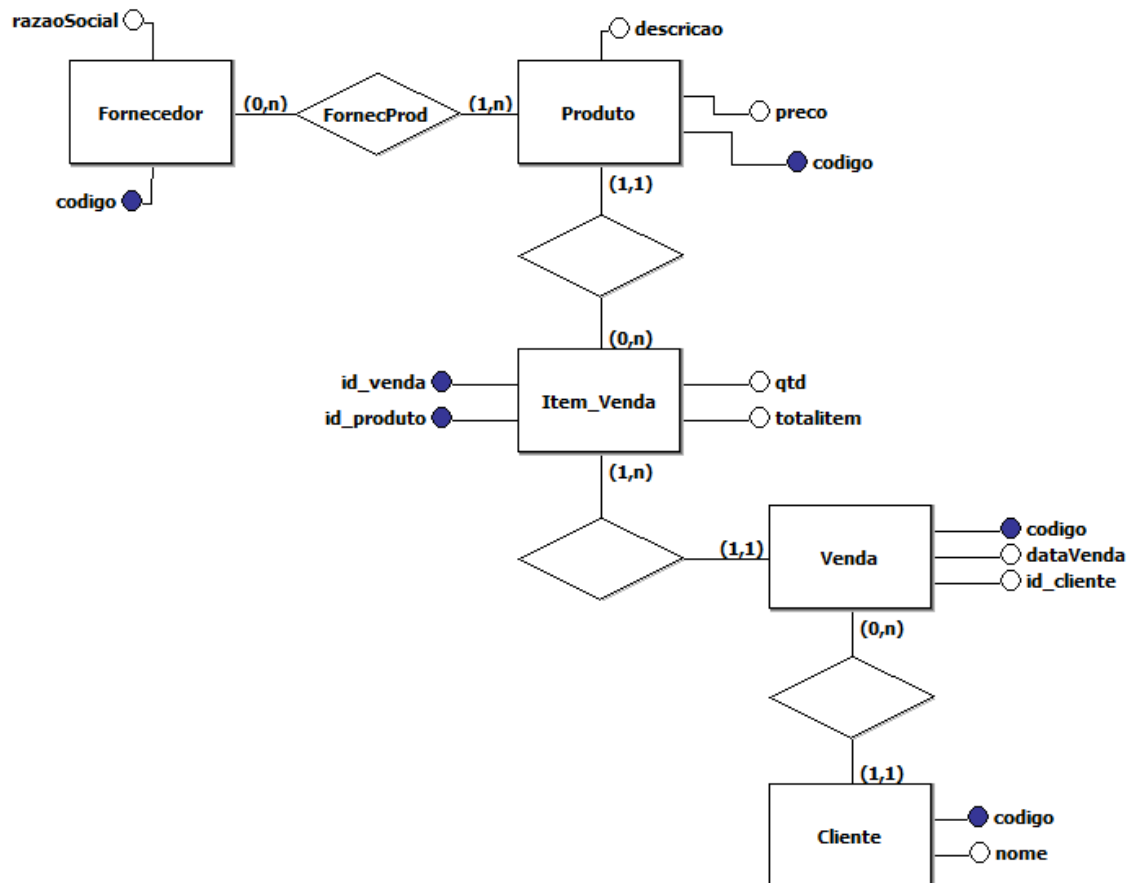 razaoSocial
descricao
Fornecedor
(0,n)
FornecProd
(1,n)
Produto
preco
codigo
codigo
(1,1)
(0,n)
id_venda
id_produto
Item_Venda
qtd
totalitem
(1,n)
(1,1)
Venda
codigo
dataVenda
id_cliente
(0,n)
(1,1)
Cliente
codigo
nome